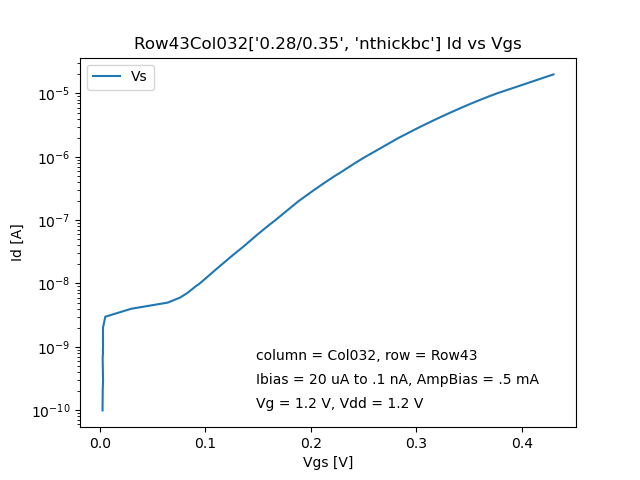 Row43Col032['0.28/0.35', 'nthickbc'] Id vs Vgs
Vs
10⁻⁵
10⁻⁶
10⁻⁷
10⁻⁸
10⁻⁹
10⁻¹⁰
Id [A]
column = Col032, row = Row43
Ibias = 20 uA to .1 nA, AmpBias = .5 mA
Vg = 1.2 V, Vdd = 1.2 V
0.0 0.1 0.2 0.3 0.4
Vgs [V]